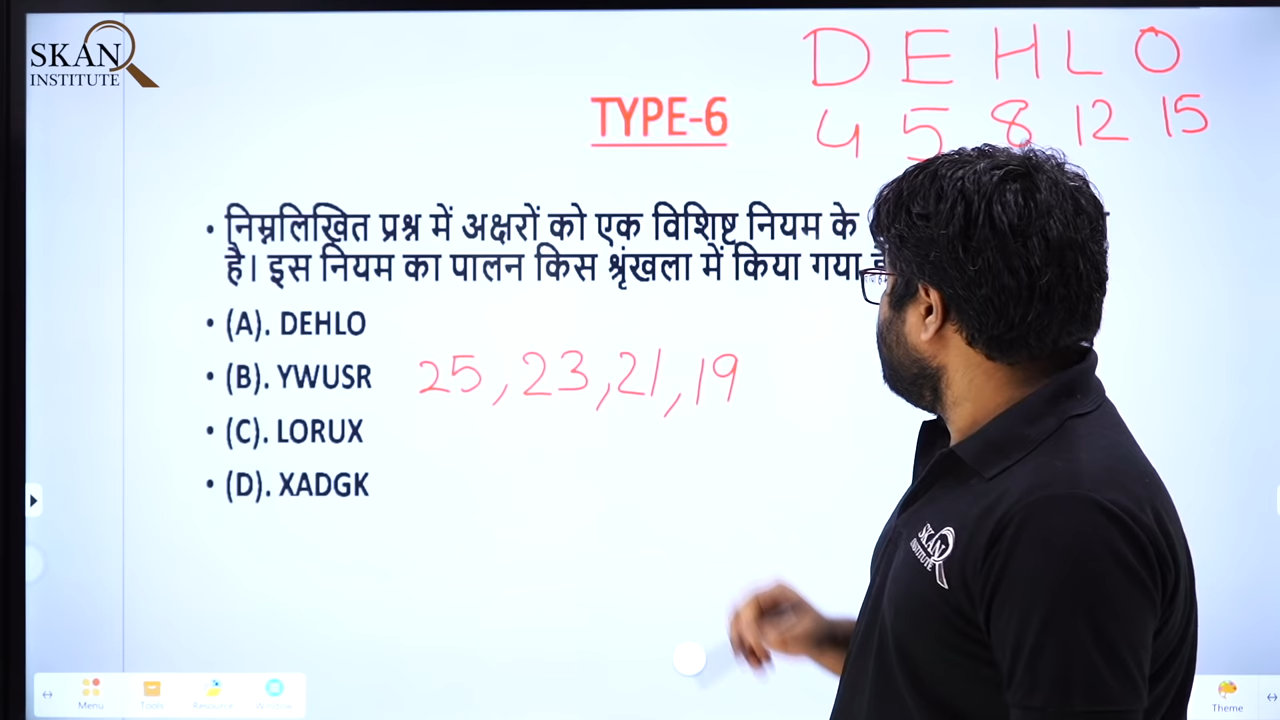 SKAN
INSTITUTE
D E H L O
4 5 8 12 15
TYPE-6
• निम्नलिखित प्रश्न में अक्षरों को एक विशिष्ट नियम के
है। इस नियम का पालन किस श्रृंखला में किया गया
• (A). DEHLO
• (B). YWUSR 25, 23, 21, 19
• (C). LORUX
• (D). XADGK
SKAN
INSTITUTE
Menu
Tools
Resource
Window
Theme